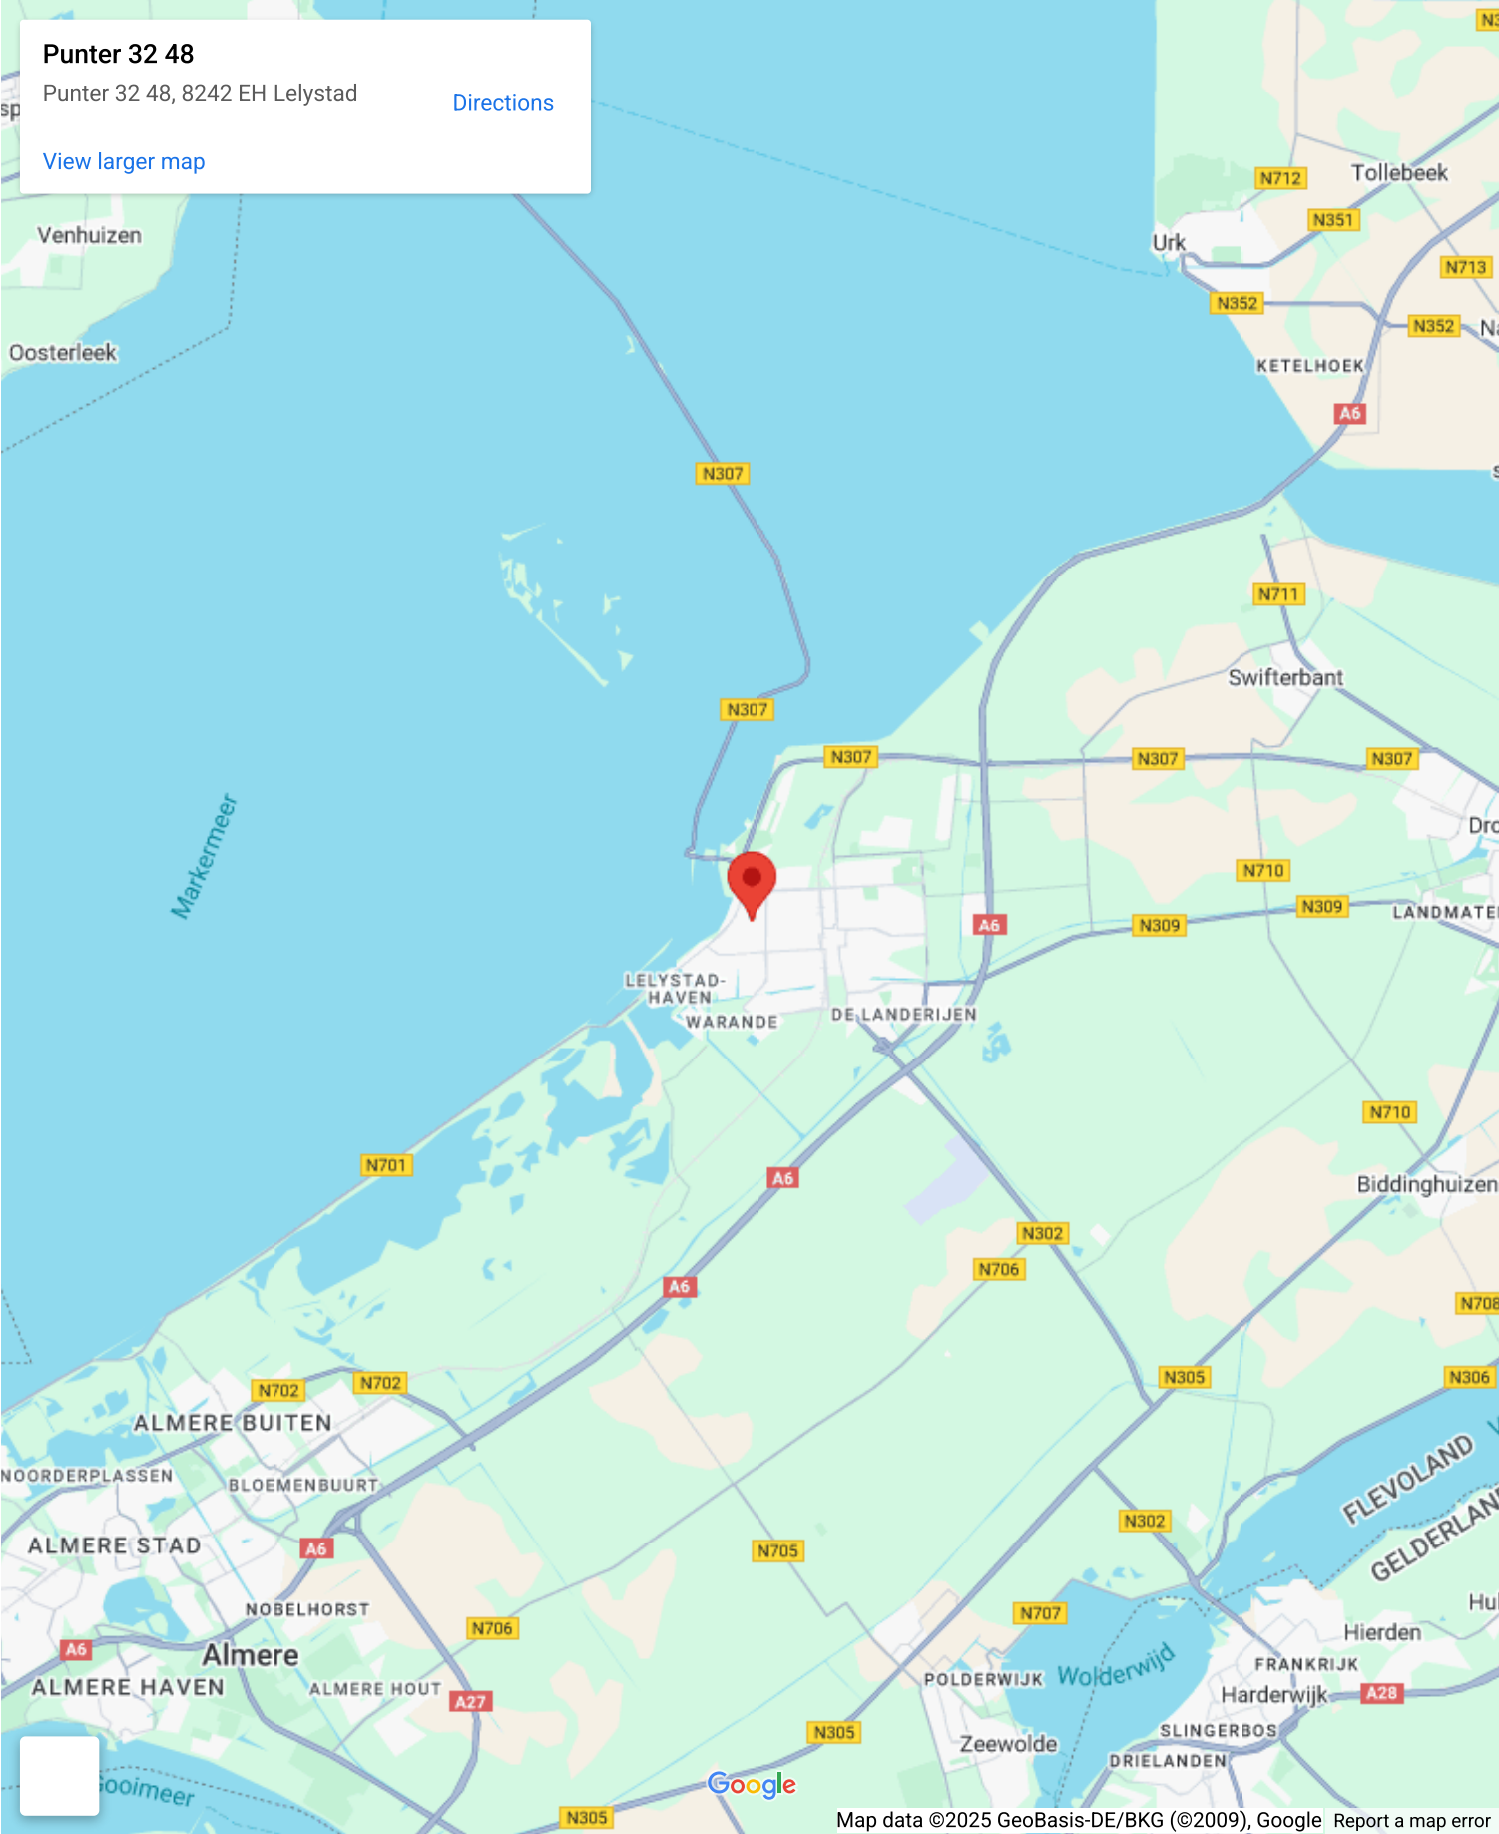 Punter 32 48
Punter 32 48, 8242 EH Lelystad
Directions
View larger map
Venhuizen
Oosterleek
N712
Tollebeek
N351
Urk
N713
N352
N352
KETELHOEK
A6
N307
N711
Swifterbant
N307
N307
N307
N307
Markermeer
N710
N309
LANDMATE
A6
N309
LELYSTAD-
HAVEN
WARANDE
DE LANDERIJEN
N710
N701
A6
Biddinghuizen
N302
N706
A6
N708
N305
N306
N702
N702
ALMERE BUITEN
NOORDERPLASSEN
BLOEMENBUURT
FLEVOLAND
GELDERLAN
N302
ALMERE STAD
A6
N705
NOBELHORST
N706
N707
Hierden
A6
Almere
Wolderwijd
FRANKRIJK
POLDERWIJK
ALMERE HAVEN
ALMERE HOUT
A27
Harderwijk
A28
N305
SLINGERBOS
Zeewolde
DRIELANDEN
Gooimeer
Google
N305
Map data ©2025 GeoBasis-DE/BKG (©2009), Google
Report a map error